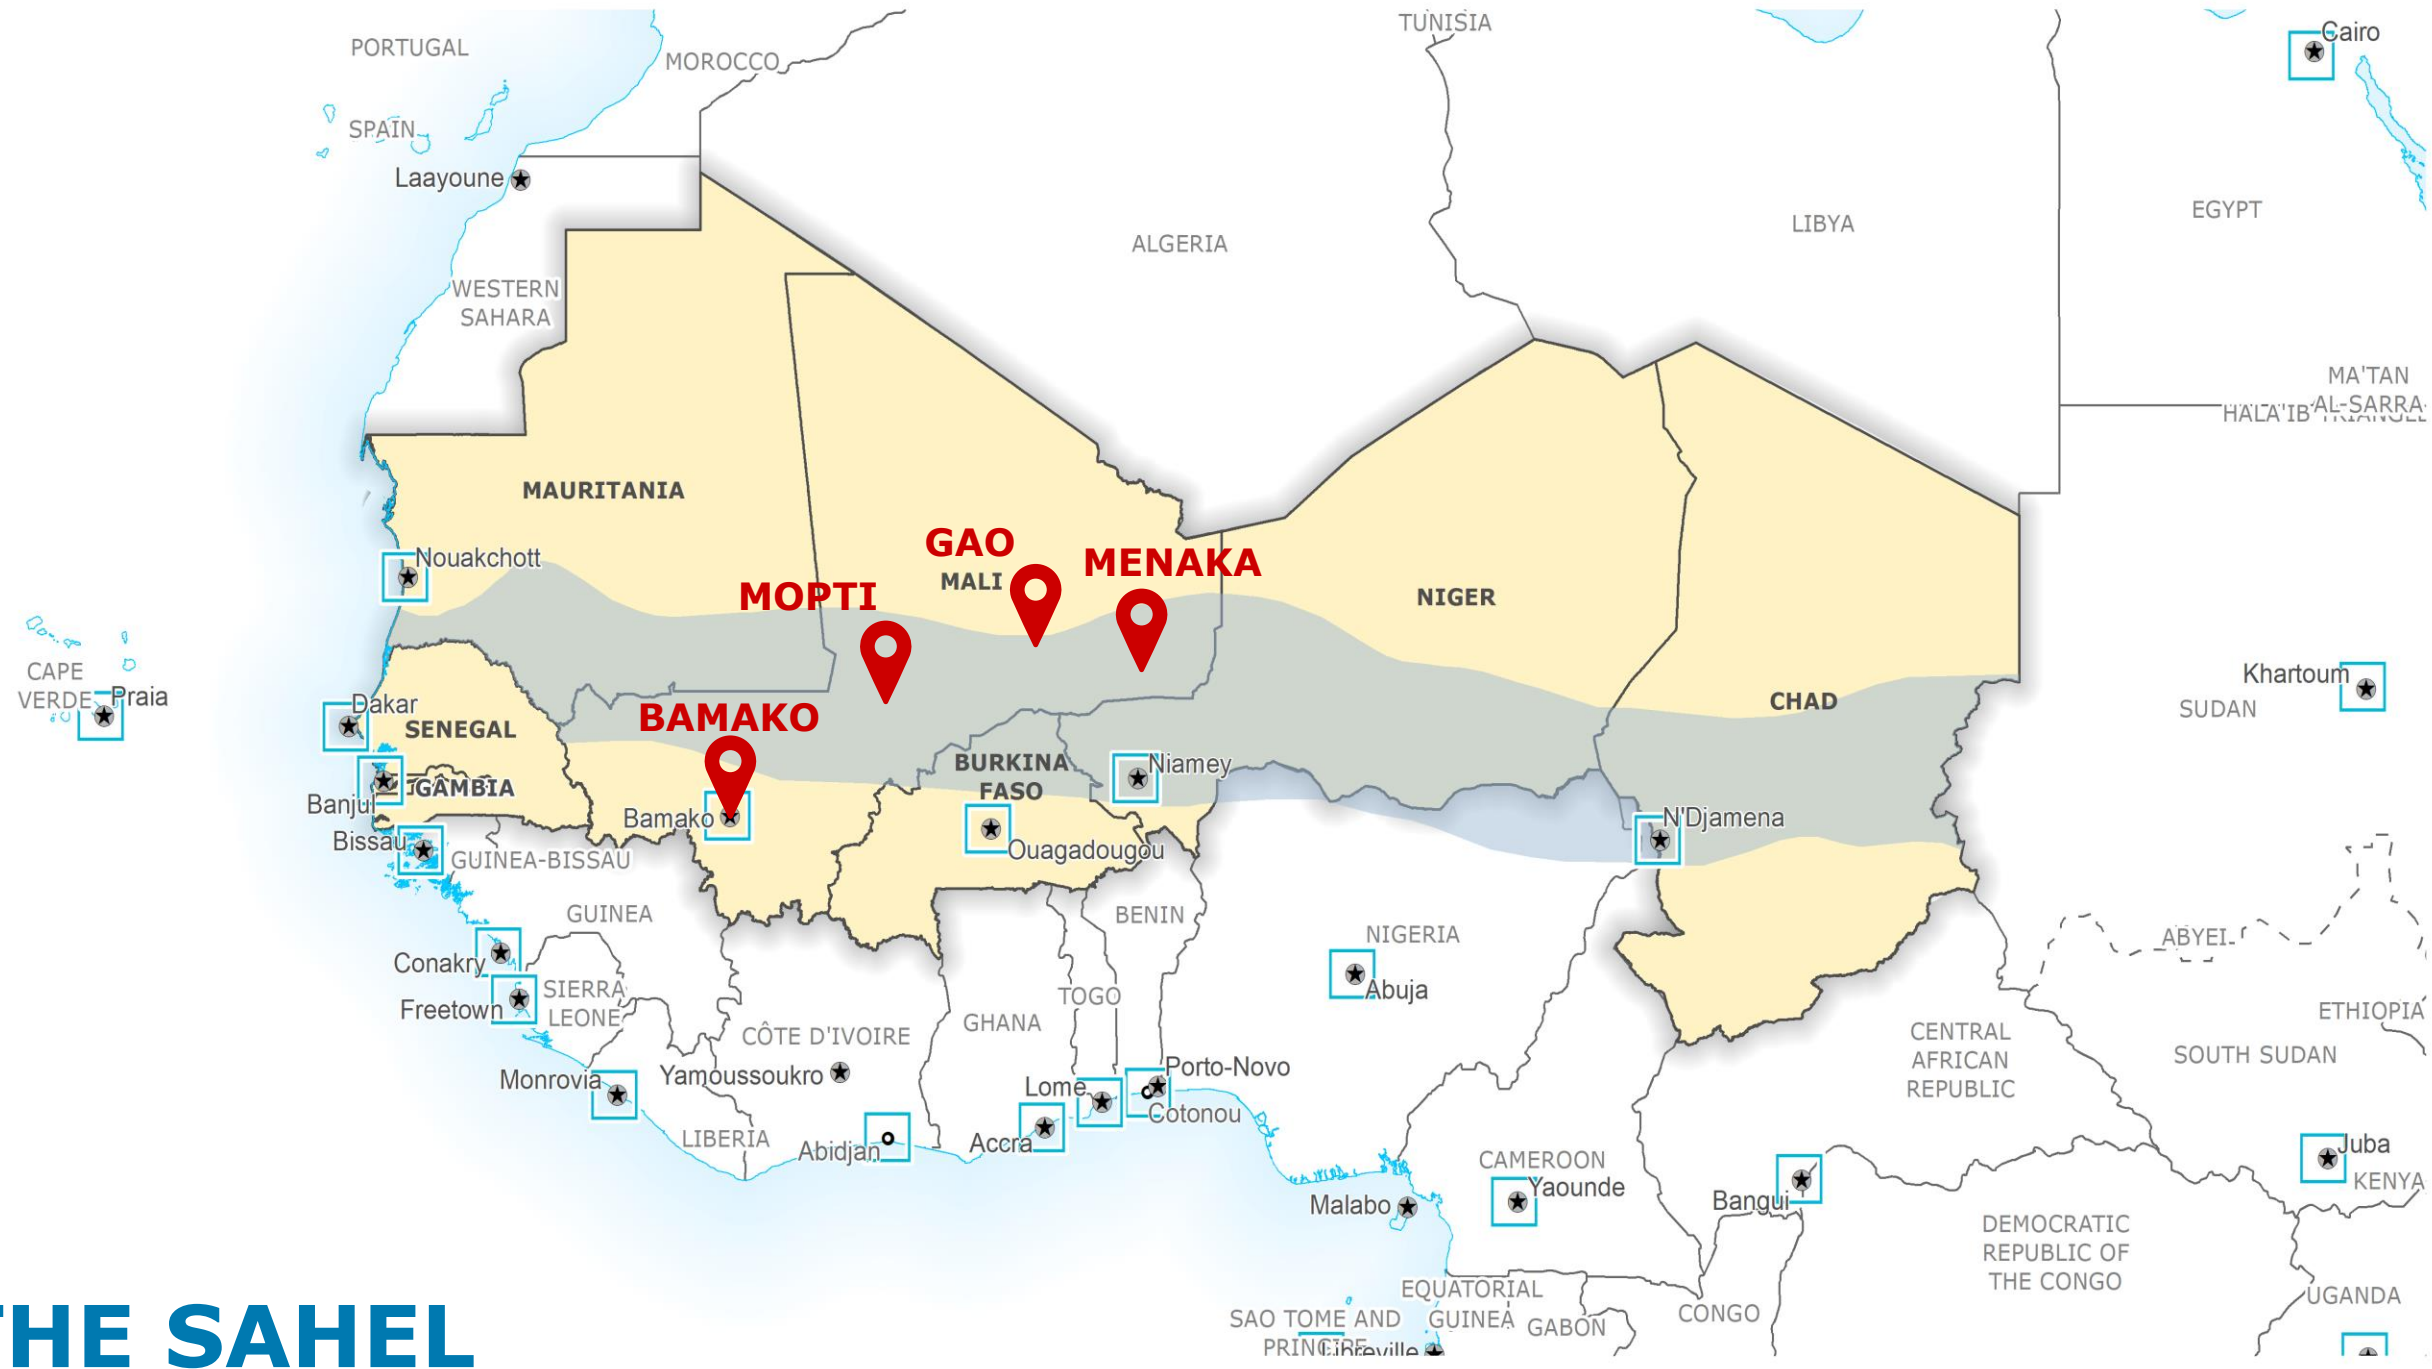 PORTUGAL
MOROCCO
TUNISIA
Cairo
SPAIN
Laayoune
EGYPT
LIBYA
ALGERIA
WESTERN
SAHARA
MA'TAN
AL-SARRA
HALA'IB TRIANGLE
MAURITANIA
Nouakchott
GAO
MENAKA
MALI
MOPTI
NIGER
CAPE
VERDE
Praia
Khartoum
SUDAN
Dakar
SENEGAL
BAMAKO
CHAD
BURKINA
FASO
Niamey
GAMBIA
Banjul
Bamako
N'Djamena
Bissau
GUINEA-BISSAU
Ouagadougou
GUINEA
BENIN
NIGERIA
ABYEI
Conakry
SIERRA
LEONE
Freetown
TOGO
Abuja
GHANA
CÔTE D'IVOIRE
ETHIOPIA
CENTRAL
AFRICAN
REPUBLIC
SOUTH SUDAN
Monrovia
Yamoussoukro
Lome
Porto-Novo
Cotonou
LIBERIA
Abidjan
Accra
Juba
KENYA
CAMEROON
Yaounde
Malabo
Bangui
DEMOCRATIC
REPUBLIC OF
THE CONGO
EQUATORIAL
GUINEA
GABON
CONGO
UGANDA
SAO TOME AND
PRINCIPE
Libreville
THE SAHEL